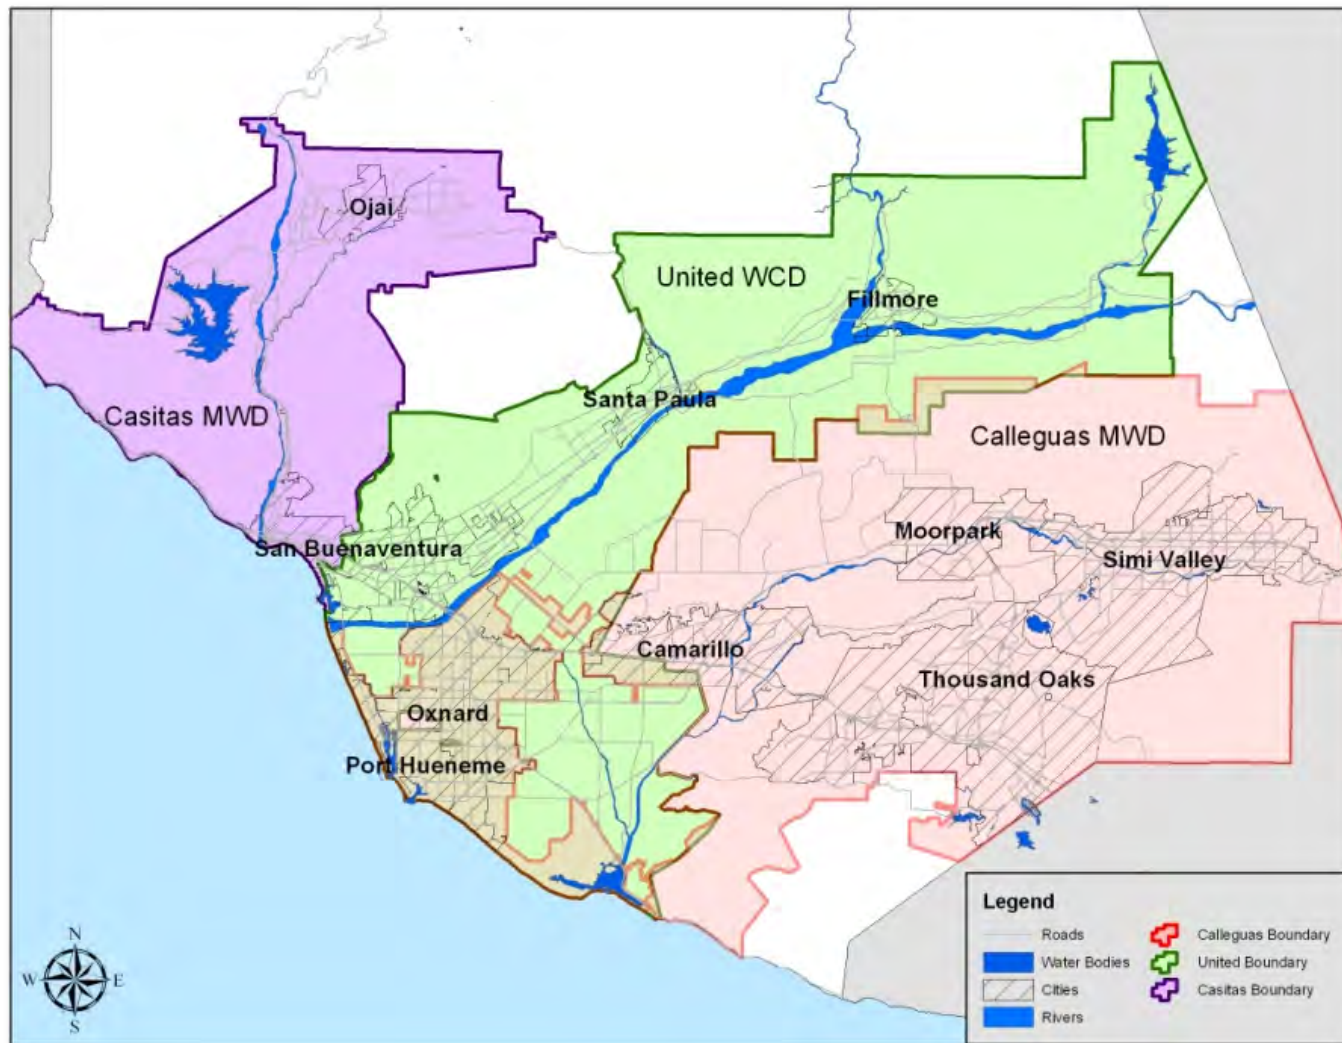 Ojai
United WCD
Fillmore
Santa Paula
Casitas MWD
Calleguas MWD
Moorpark
San Buenaventura
Simi Valley
Camarillo
Thousand Oaks
Oxnard
Port Hueneme
Legend
Roads
Water Bodies
Cities
Rivers
Calleguas Boundary
United Boundary
Casitas Boundary
N
W
E
S